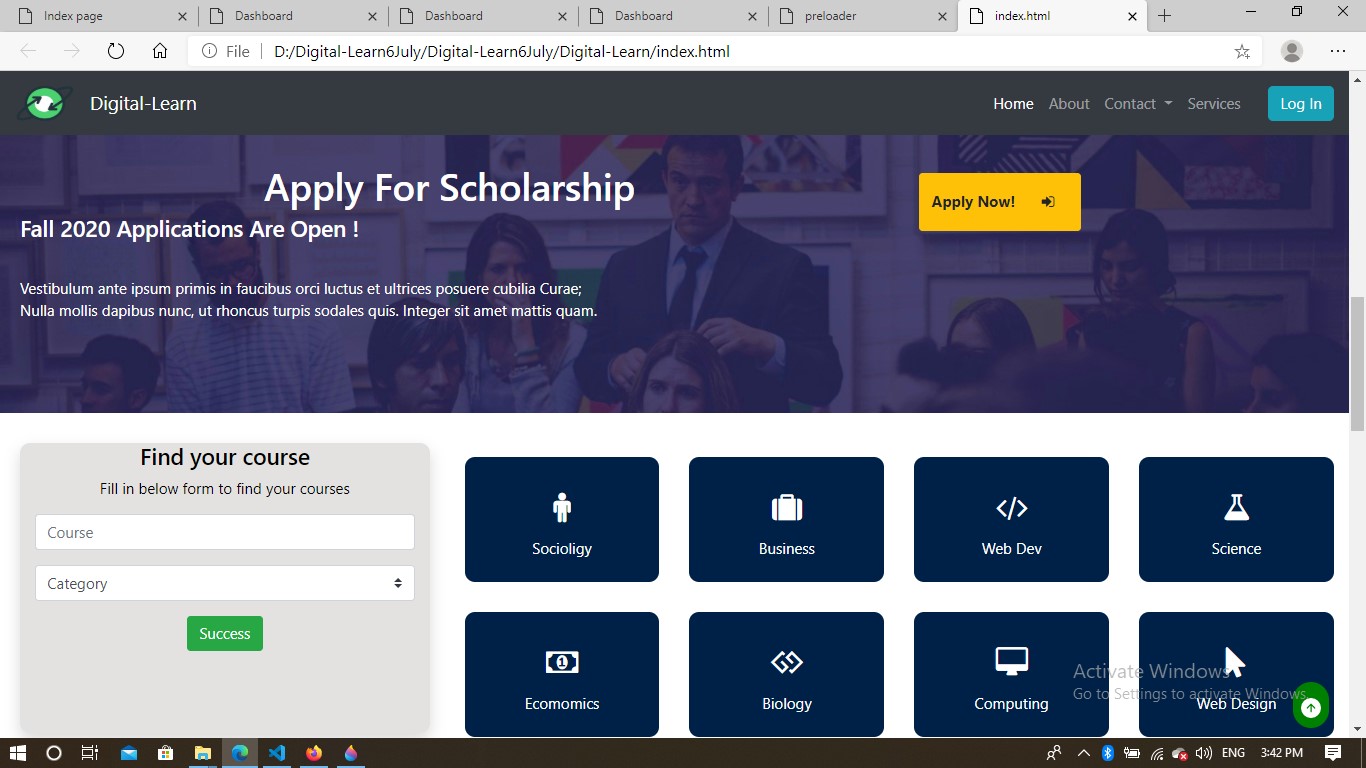 Index page
Dashboard
Dashboard
Dashboard
preloader
index.html
File
D:/Digital-Learn6July/Digital-Learn6July/Digital-Learn/index.html
Digital-Learn
Home About Contact Services Log In
Apply For Scholarship
Apply Now!
Fall 2020 Applications Are Open !
Vestibulum ante ipsum primis in faucibus orci luctus et ultrices posuere cubilia Curae;
Nulla mollis dapibus nunc, ut rhoncus turpis sodales quis. Integer sit amet mattis quam.
Find your course
Fill in below form to find your courses
Course
Category
Success
Socioligy
Business
Web Dev
Science
Ecomomics
Biology
Computing
Web Design
Activate Windows
Go to Settings to activate Windows.
ENG
3:42 PM